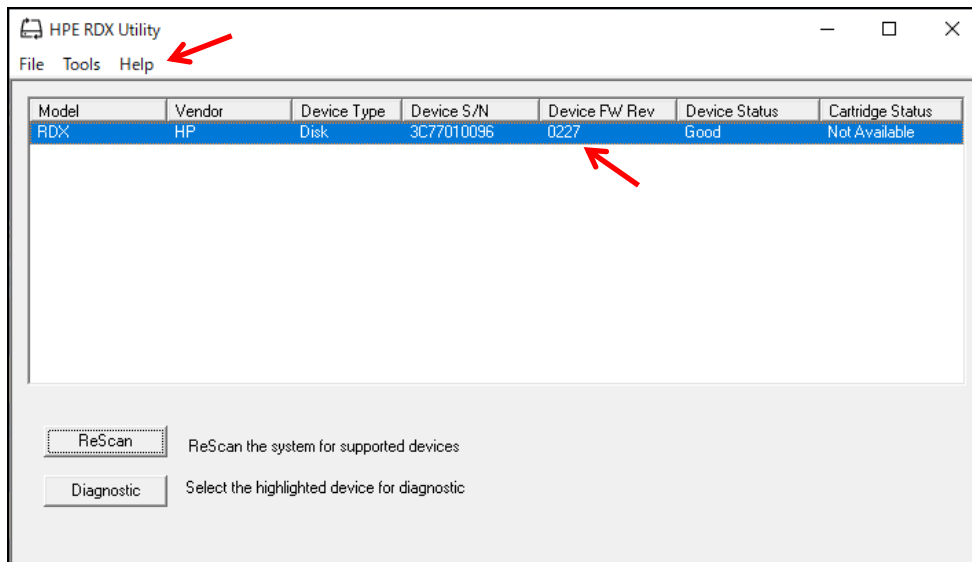 HPE RDX Utility
File Tools Help
Model Vendor Device Type Device S/N Device FW Rev Device Status Cartridge Status
RDX HP Disk 3C77010096 0227 Good Not Available
ReScan ReScan the system for supported devices
Diagnostic Select the highlighted device for diagnostic